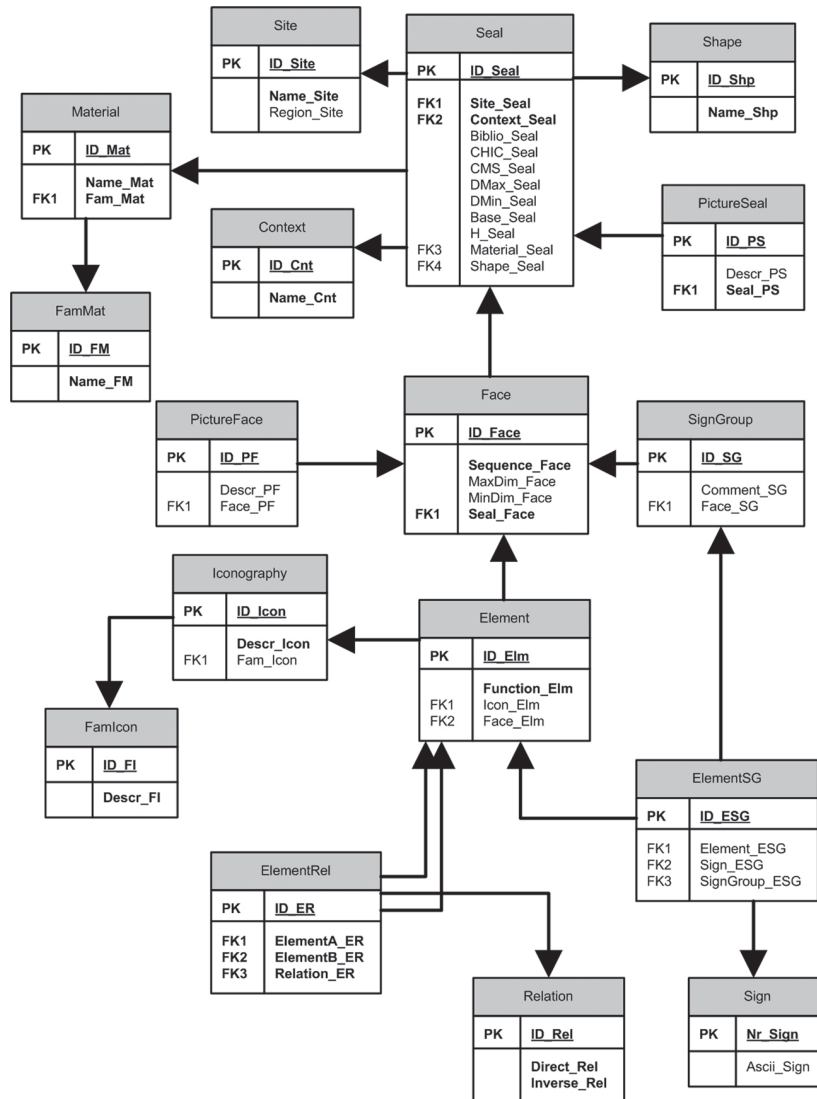 Site
PK ID_Site
Name_Site
Region_Site
Seal
PK ID_Seal
FK1 Site_Seal
FK2 Context_Seal
Biblio_Seal
CHIC_Seal
CMS_Seal
DMax_Seal
DMin_Seal
Base_Seal
H_Seal
FK3 Material_Seal
FK4 Shape_Seal
Shape
PK ID_Shp
Name_Shp
Material
PK ID_Mat
Name_Mat
FK1 Fam_Mat
Context
PK ID_Cnt
Name_Cnt
PictureSeal
PK ID_PS
Descr_PS
FK1 Seal_PS
FamMat
PK ID_FM
Name_FM
PictureFace
PK ID_PF
Descr_PF
FK1 Face_PF
Face
PK ID_Face
Sequence_Face
MaxDim_Face
MinDim_Face
FK1 Seal_Face
SignGroup
PK ID_SG
Comment_SG
FK1 Face_SG
Iconography
PK ID_Icon
Descr_Icon
FK1 Fam_Icon
Element
PK ID_Elm
Function_Elm
FK1 Icon_Elm
FK2 Face_Elm
FamIcon
PK ID_FI
Descr_FI
ElementSG
PK ID_ESG
FK1 Element_ESG
FK2 Sign_ESG
FK3 SignGroup_ESG
ElementRel
PK ID_ER
FK1 ElementA_ER
FK2 ElementB_ER
FK3 Relation_ER
Relation
PK ID_Rel
Direct_Rel
Inverse_Rel
Sign
PK Nr_Sign
Ascii_Sign